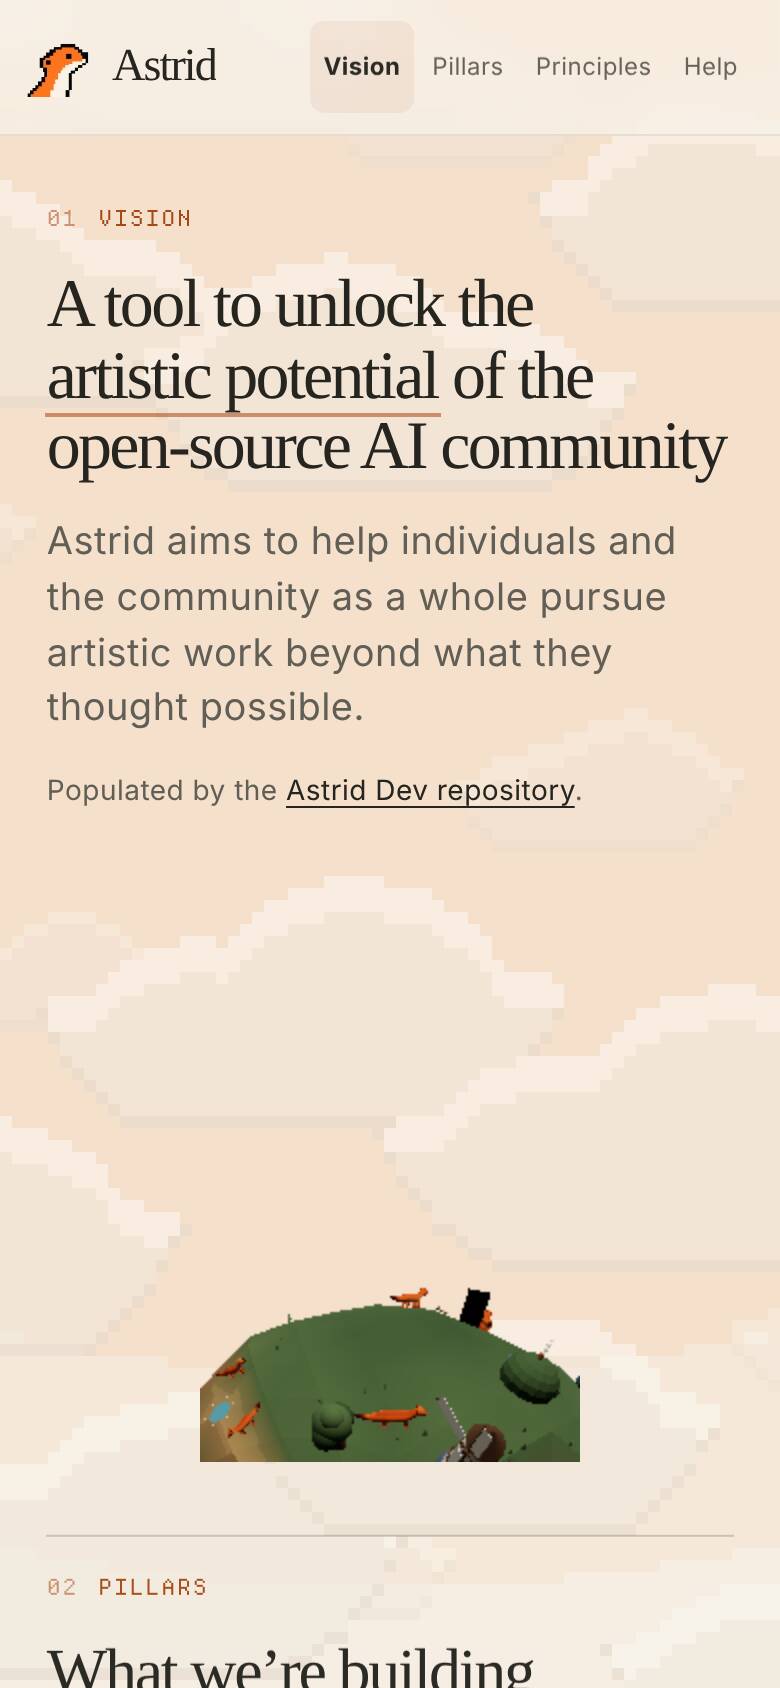 Astrid
Vision
Pillars
Principles
Help
01 VISION
A tool to unlock the
artistic potential of the
open-source AI community
Astrid aims to help individuals and
the community as a whole pursue
artistic work beyond what they
thought possible.
Populated by the Astrid Dev repository.
02 PILLARS
What we’re building